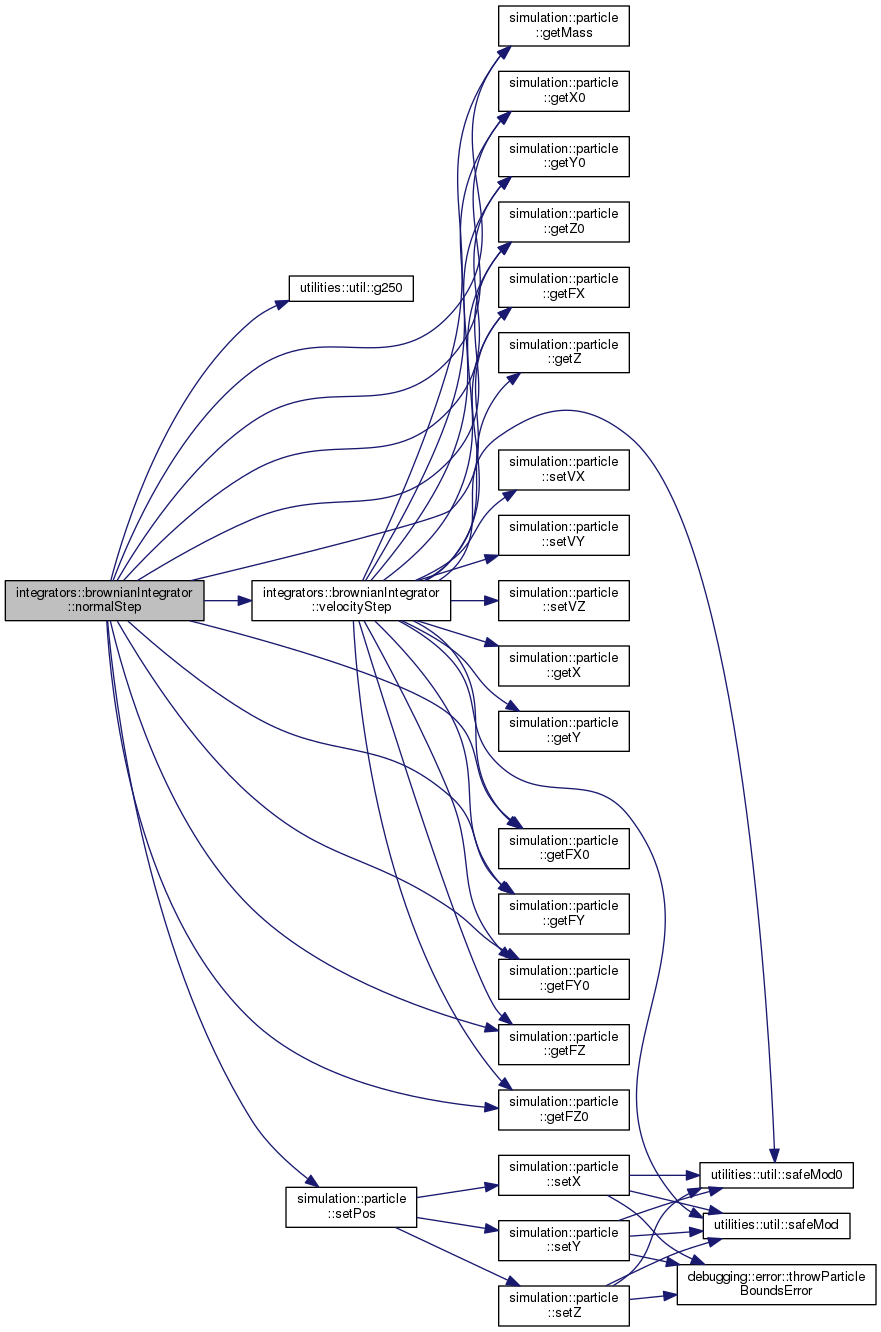 simulation::particle
::getMass
simulation::particle
::getX0
simulation::particle
::getY0
simulation::particle
::getZ0
utilities::util::g250
simulation::particle
::getFX
simulation::particle
::getZ
simulation::particle
::setVX
simulation::particle
::setVY
integrators::brownianIntegrator
::normalStep
integrators::brownianIntegrator
::velocityStep
simulation::particle
::setVZ
simulation::particle
::getX
simulation::particle
::getY
simulation::particle
::getFX0
simulation::particle
::getFY
simulation::particle
::getFY0
simulation::particle
::getFZ
simulation::particle
::getFZ0
simulation::particle
::setPos
simulation::particle
::setX
simulation::particle
::setY
simulation::particle
::setZ
utilities::util::safeMod0
utilities::util::safeMod
debugging::error::throwParticle
BoundsError